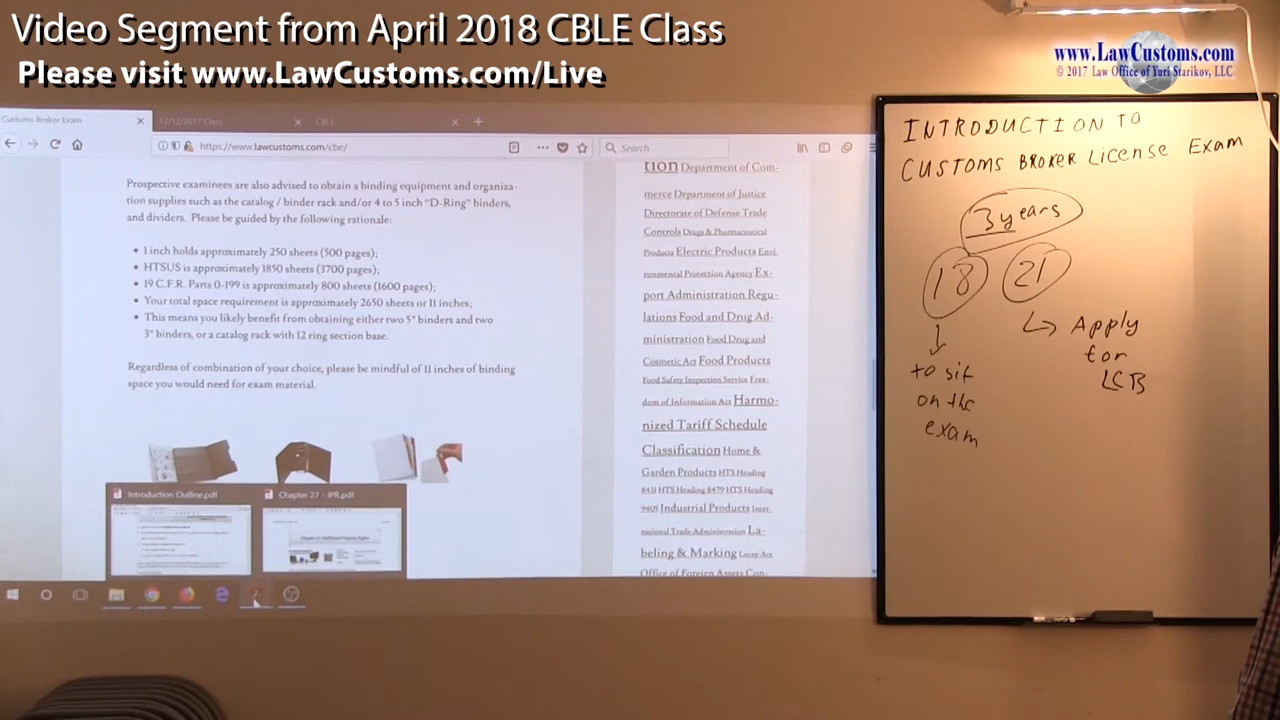 Video Segment from April 2018 CBLE Class
Please visit www.LawCustoms.com/Live
www.LawCustoms.com
© 2017 Law Office of Yuri Starikov, LLC
Customs Broker Exam
12/12/2017 Class
CBLE
https://www.lawcustoms.com/cbe/
Search
Prospective examinees are also advised to obtain a binding equipment and organiza-
tion supplies such as the catalog / binder rack and/or 4 to 5 inch "D-Ring" binders,
and dividers. Please be guided by the following rationale:
• 1 inch holds approximately 250 sheets (500 pages);
• HTSUS is approximately 1850 sheets (3700 pages);
• 19 C.F.R. Parts 0-199 is approximately 800 sheets (1600 pages);
• Your total space requirement is approximately 2650 sheets or 11 inches;
• This means you likely benefit from obtaining either two 5" binders and two
3" binders, or a catalog rack with 12 ring section base.
Regardless of combination of your choice, please be mindful of 11 inches of binding
space you would need for exam material.
tion Department of Com-
merce Department of Justice
Directorate of Defense Trade
Controls Drugs & Pharmaceutical
Products Electric Products Envi-
ronmental Protection Agency Ex-
port Administration Regu-
lations Food and Drug Ad-
ministration Food Drug and
Cosmetic Act Food Products
Food Safety Inspection Service Free-
dom of Information Act Harmo-
nized Tariff Schedule
Classification Home &
Garden Products HTS Heading
8431 HTS Heading 8479 HTS Heading
9405 Industrial Products Inter-
national Trade Administration La-
beling & Marking Lacey Act
Office of Foreign Assets Con-
Introduction Outline.pdf
Chapter 27 - IPR.pdf
INTRODUCTION TO
CUSTOMS BROKER LICENSE EXAM
3 years
18
21
to sit
on the
exam
Apply
for
LCB